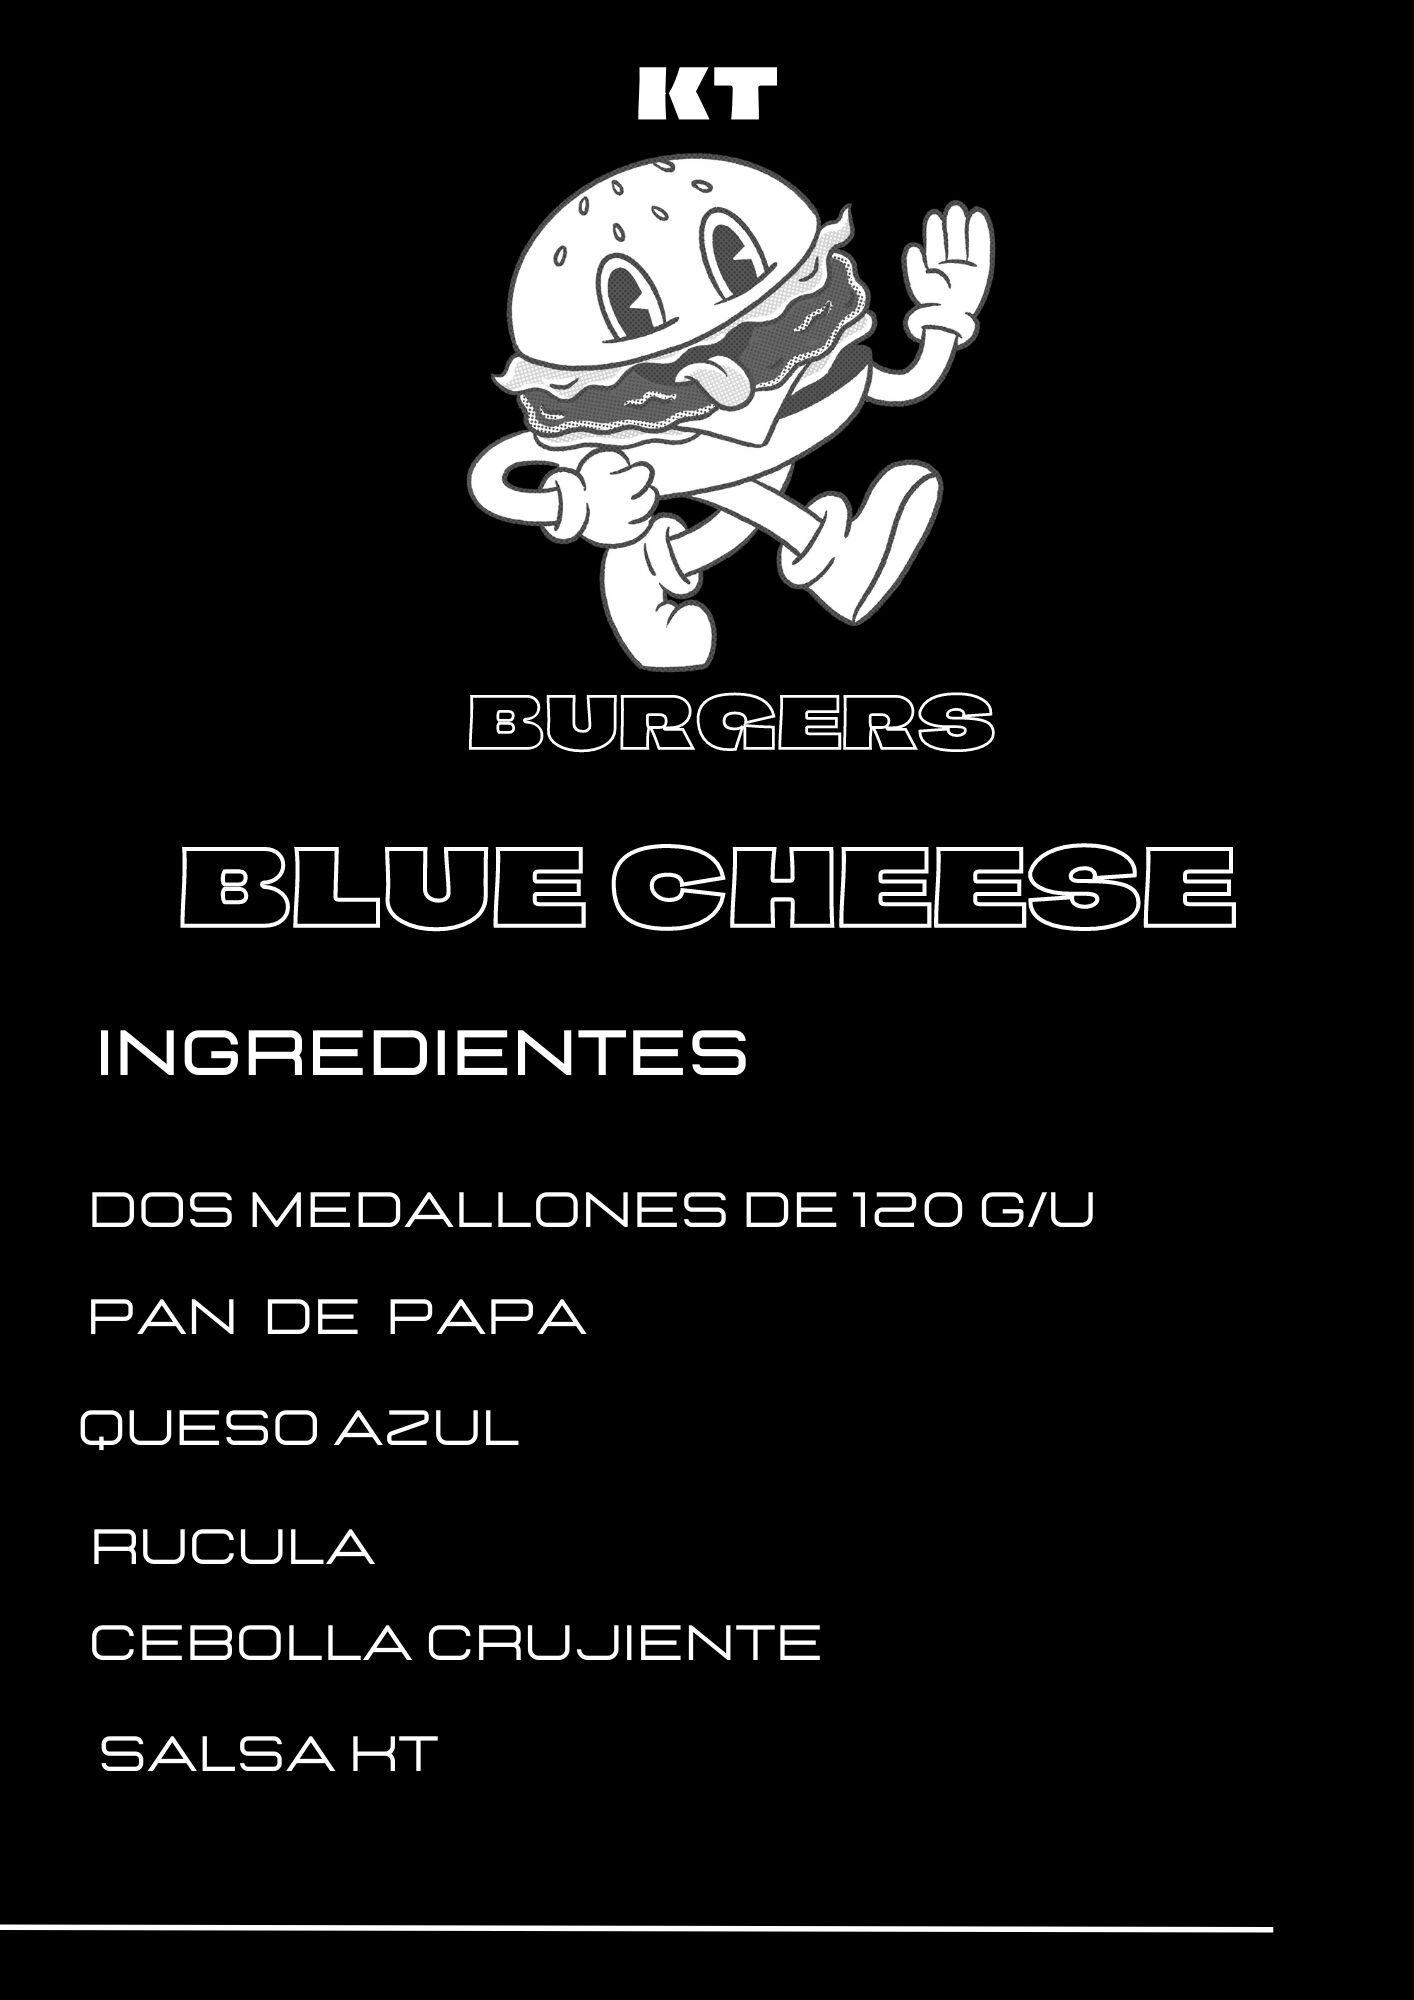 KT
BURGERS
BLUE CHEESE
INGREDIENTES
DOS MEDALLONES DE 120 G/U
PAN DE PAPA
QUESO AZUL
RUCULA
CEBOLLA CRUJIENTE
SALSA KT